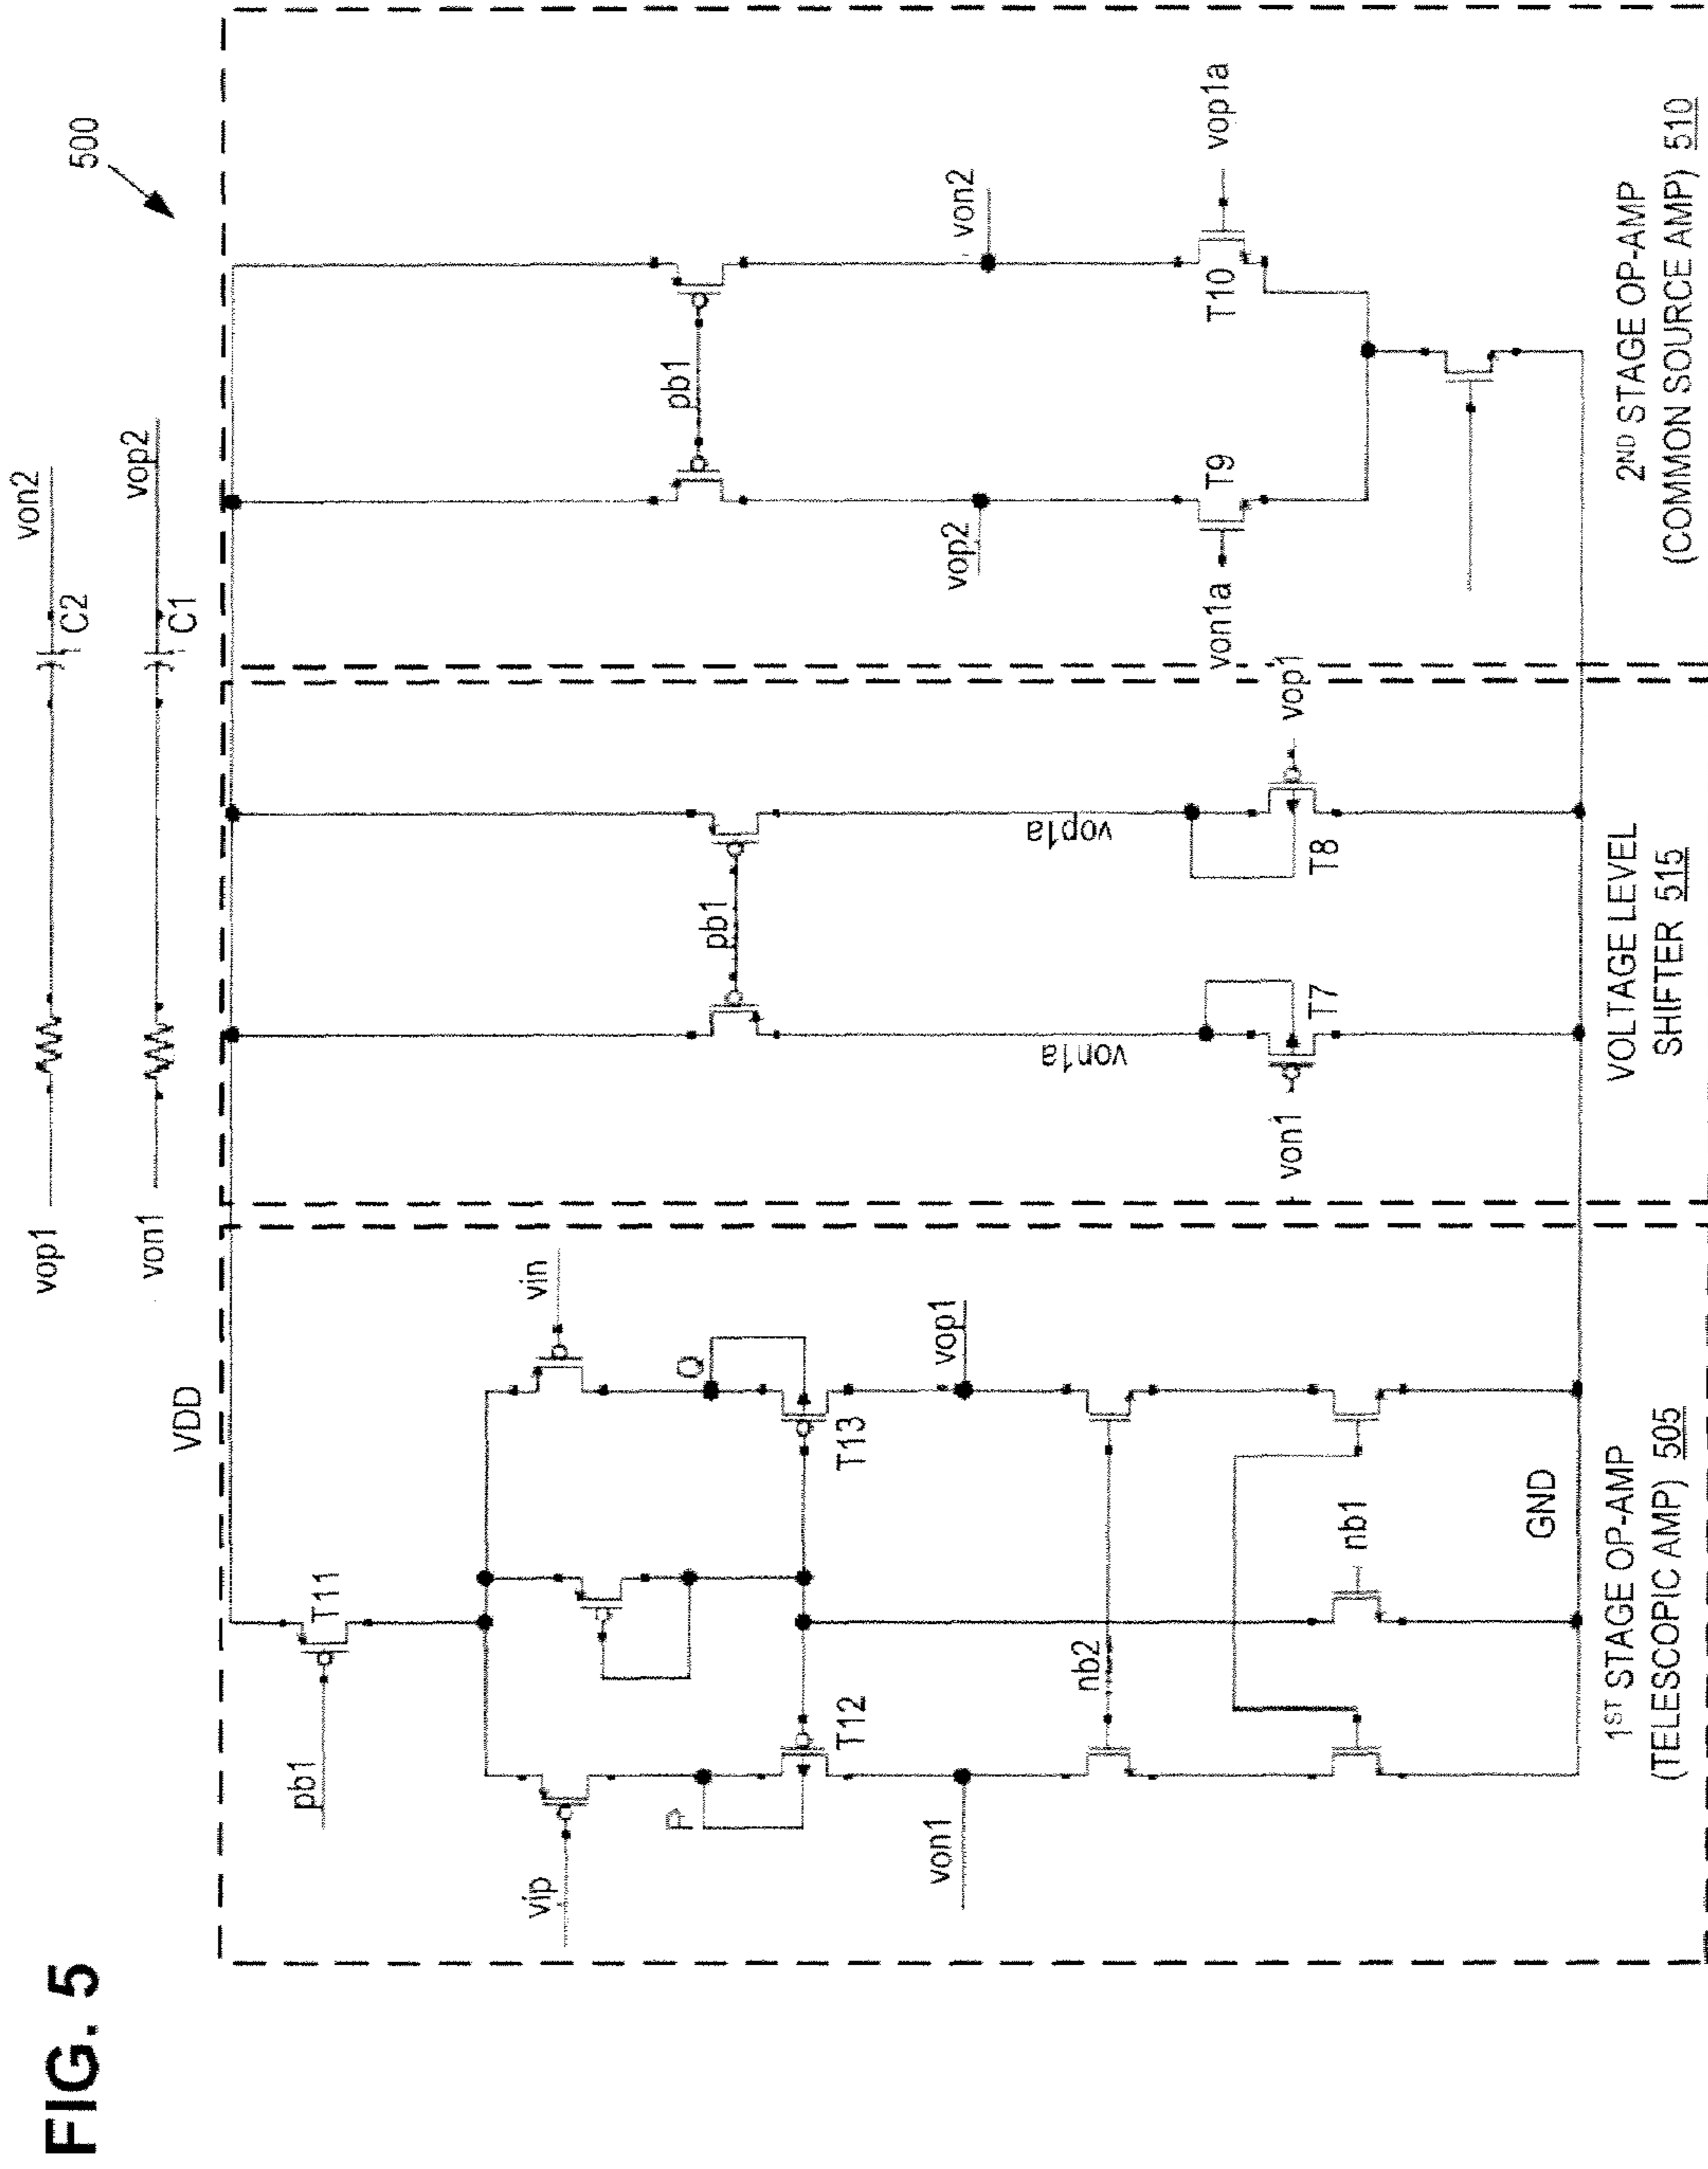 FIG. 5
500
vop1
C2
von2
von1
C1
vop2
VDD
pb1
T11
vip
vin
P
Q
T12
T13
von1
vop1
nb2
nb1
GND
1ST STAGE OP-AMP
(TELESCOPIC AMP) 505
pb1
von1a
vop1a
von1
T7
T8
vop1
VOLTAGE LEVEL
SHIFTER 515
pb1
vop2
von2
von1a
T9
T10
vop1a
2ND STAGE OP-AMP
(COMMON SOURCE AMP) 510